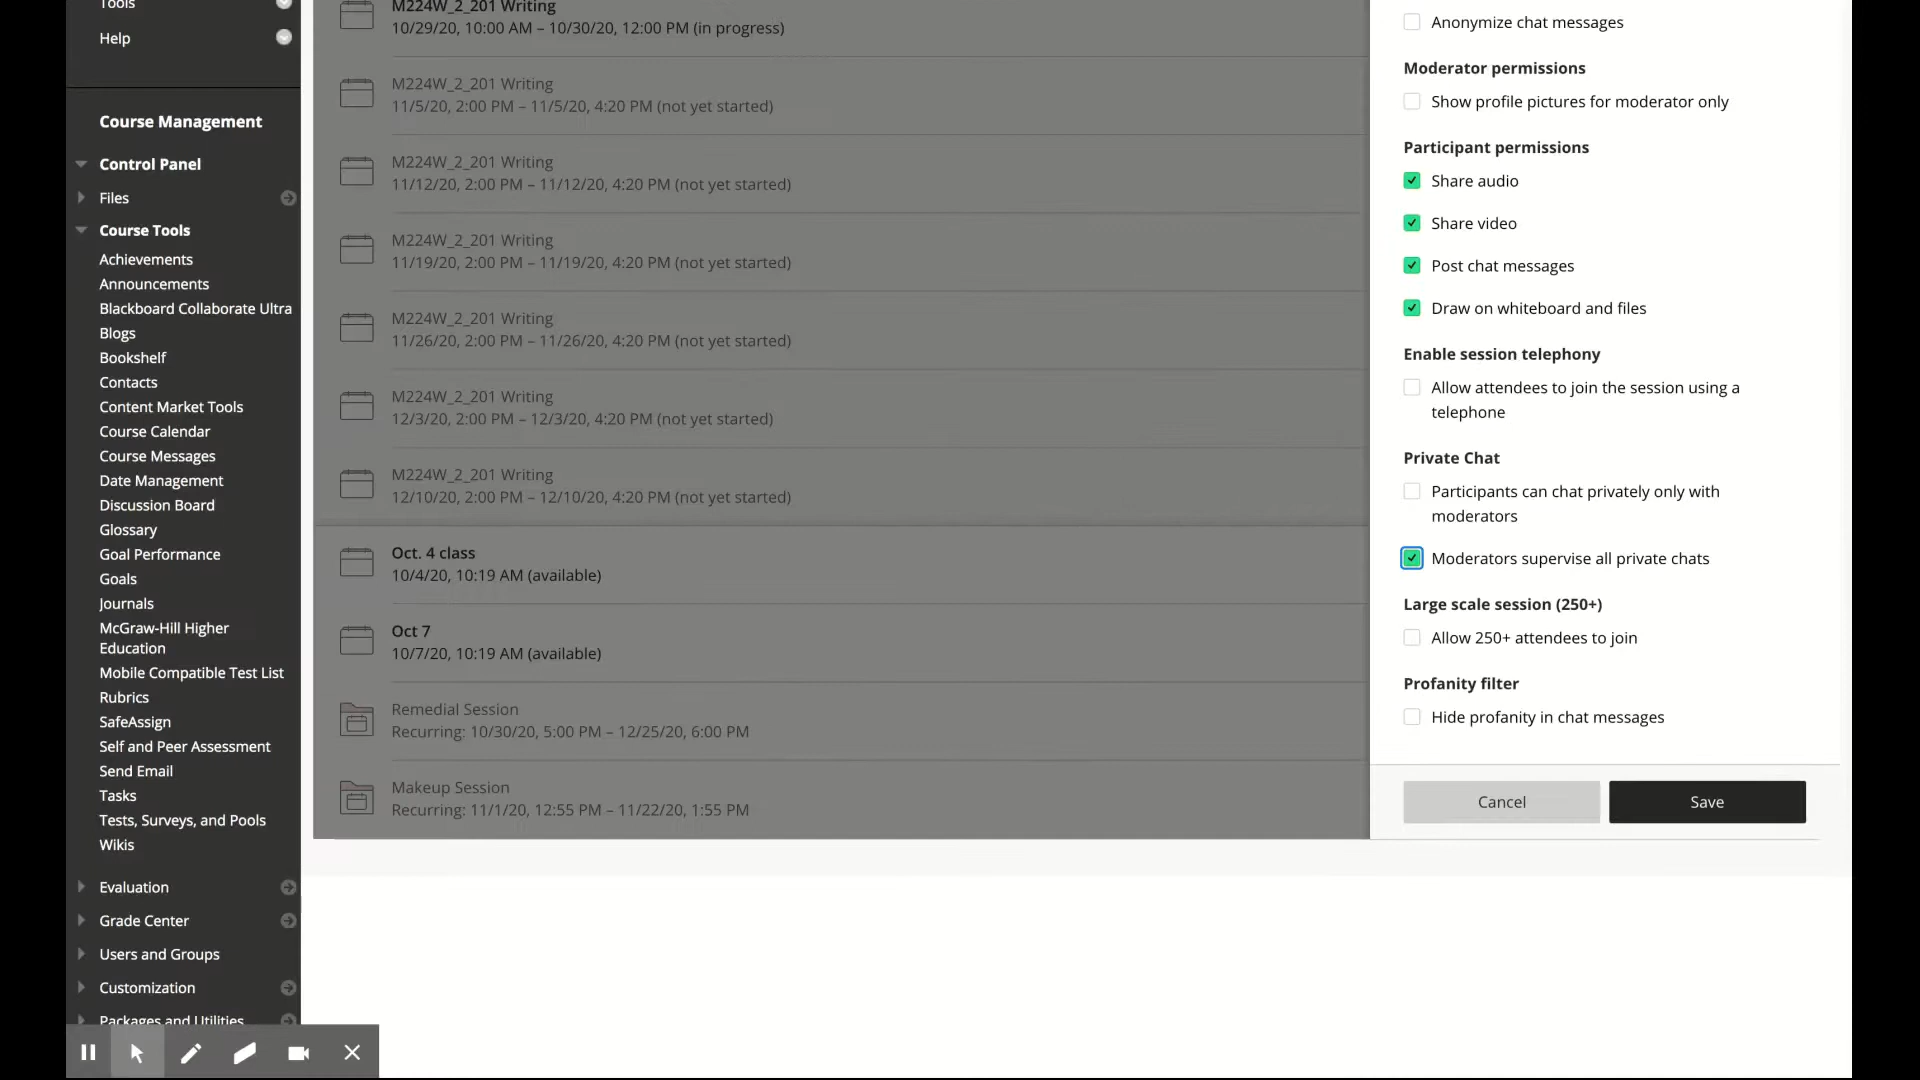 Tools
Help
Course Management
Control Panel
Files
Course Tools
Achievements
Announcements
Blackboard Collaborate Ultra
Blogs
Bookshelf
Contacts
Content Market Tools
Course Calendar
Course Messages
Date Management
Discussion Board
Glossary
Goal Performance
Goals
Journals
McGraw-Hill Higher
Education
Mobile Compatible Test List
Rubrics
SafeAssign
Self and Peer Assessment
Send Email
Tasks
Tests, Surveys, and Pools
Wikis
Evaluation
Grade Center
Users and Groups
Customization
Packages and Utilities
M224W_2_201 Writing
10/29/20, 10:00 AM – 10/30/20, 12:00 PM (in progress)
M224W_2_201 Writing
11/5/20, 2:00 PM – 11/5/20, 4:20 PM (not yet started)
M224W_2_201 Writing
11/12/20, 2:00 PM – 11/12/20, 4:20 PM (not yet started)
M224W_2_201 Writing
11/19/20, 2:00 PM – 11/19/20, 4:20 PM (not yet started)
M224W_2_201 Writing
11/26/20, 2:00 PM – 11/26/20, 4:20 PM (not yet started)
M224W_2_201 Writing
12/3/20, 2:00 PM – 12/3/20, 4:20 PM (not yet started)
M224W_2_201 Writing
12/10/20, 2:00 PM – 12/10/20, 4:20 PM (not yet started)
Oct. 4 class
10/4/20, 10:19 AM (available)
Oct 7
10/7/20, 10:19 AM (available)
Remedial Session
Recurring: 10/30/20, 5:00 PM – 12/25/20, 6:00 PM
Makeup Session
Recurring: 11/1/20, 12:55 PM – 11/22/20, 1:55 PM
Anonymize chat messages
Moderator permissions
Show profile pictures for moderator only
Participant permissions
Share audio
Share video
Post chat messages
Draw on whiteboard and files
Enable session telephony
Allow attendees to join the session using a
telephone
Private Chat
Participants can chat privately only with
moderators
Moderators supervise all private chats
Large scale session (250+)
Allow 250+ attendees to join
Profanity filter
Hide profanity in chat messages
Cancel
Save